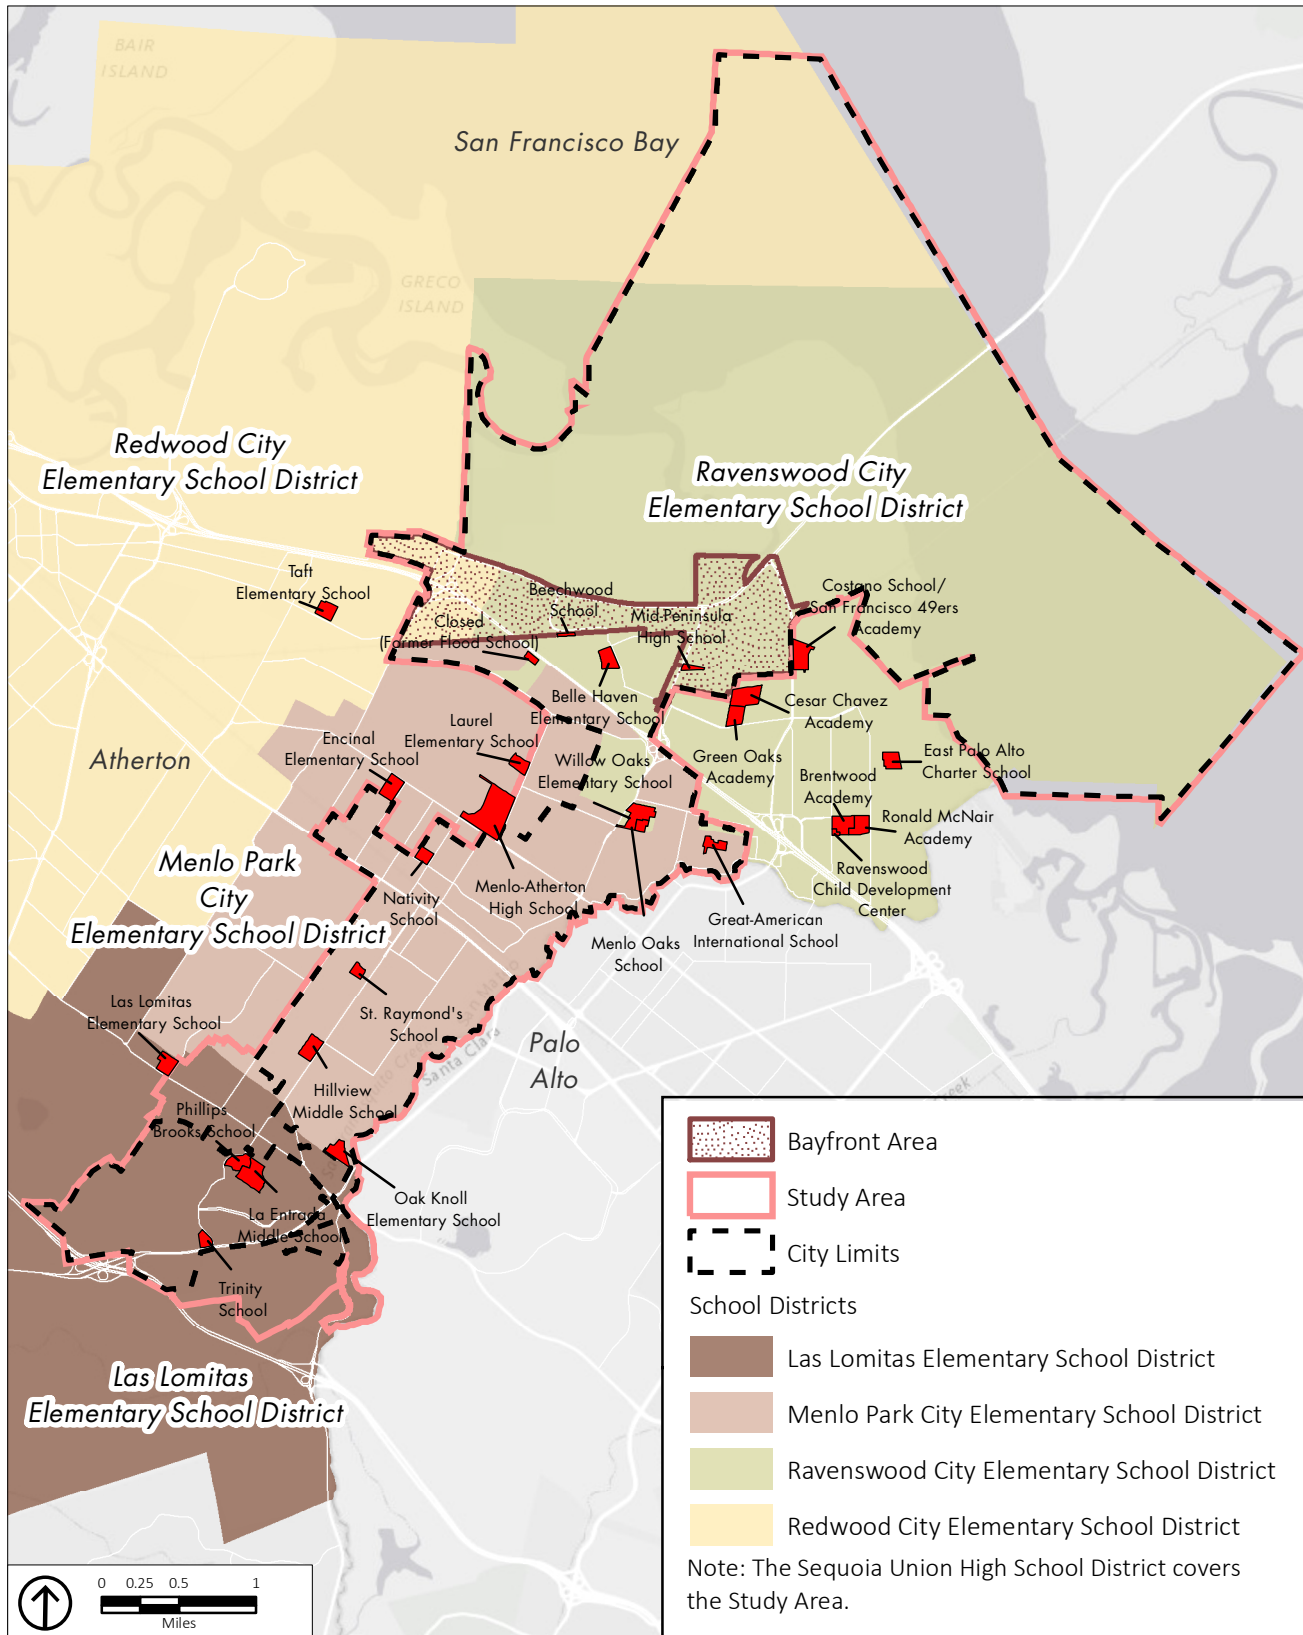 BAIR
ISLAND
San Francisco Bay
GRECO
ISLAND
Redwood City
Elementary School District
Ravenswood City
Elementary School District
Taft
Elementary School
Beechwood
School
Closed
(Former Flood School)
Mid-Peninsula
High School
Costano School/
San Francisco 49ers
Academy
Belle Haven
Elementary School
Cesar Chavez
Academy
Laurel
Elementary School
Encinal
Elementary School
Willow Oaks
Elementary School
Green Oaks
Academy
East Palo Alto
Charter School
Atherton
Brentwood
Academy
Ronald McNair
Academy
Menlo Park
City
Elementary School District
Ravenswood
Child Development
Center
Nativity
School
Menlo-Atherton
High School
Great-American
International School
Menlo Oaks
School
Las Lomitas
Elementary School
St. Raymond's
School
San Mateo
Santa Clara
Palo
Alto
Hillview
Middle School
Phillips
Brooks School
Oak Knoll
Elementary School
La Entrada
Middle School
Trinity
School
Las Lomitas
Elementary School District
Bayfront Area
Study Area
City Limits
School Districts
Las Lomitas Elementary School District
Menlo Park City Elementary School District
Ravenswood City Elementary School District
Redwood City Elementary School District
Note: The Sequoia Union High School District covers
the Study Area.
0 0.25 0.5 1
Miles